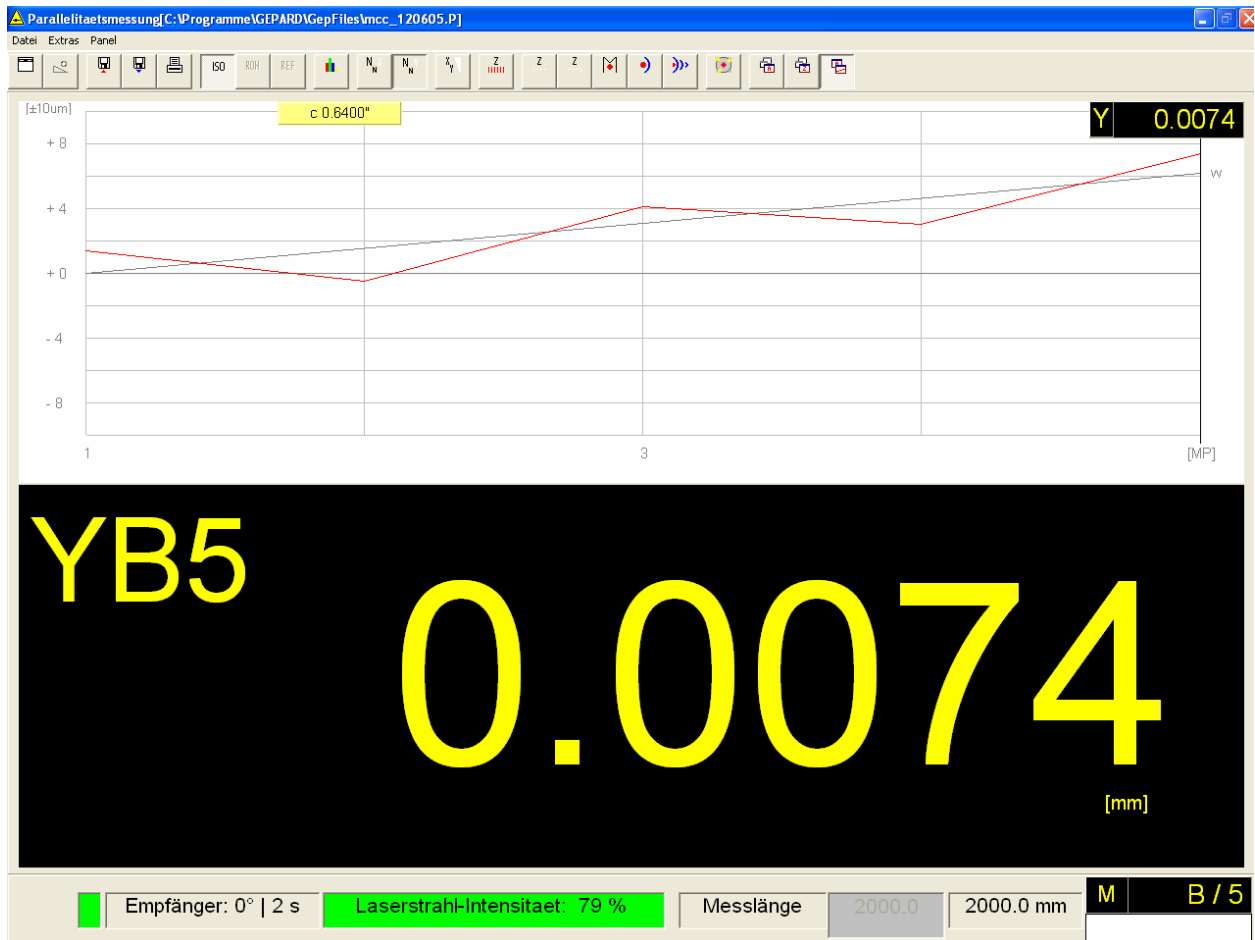 Parallelitaetsmessung[C:\Programme\GEPARD\GepFiles\mcc_120605.P]
Datei Extras Panel
ISO ROH REF N N N N X Y Z Z Z
[±10um]
c 0.6400"
Y 0.0074
+ 8
W
+ 4
+ 0
- 4
- 8
1 3 [MP]
YB5
0.0074
[mm]
Empfänger: 0° | 2 s Laserstrahl-Intensitaet: 79 % Messlänge 2000.0 2000.0 mm M B / 5